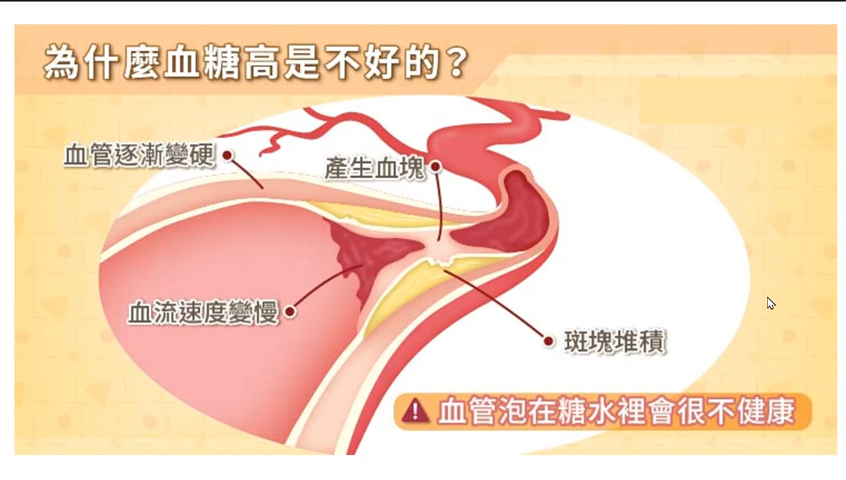 為什麼血糖高是不好的？
血管逐漸變硬
產生血塊
血流速度變慢
斑塊堆積
血管泡在糖水裡會很不健康